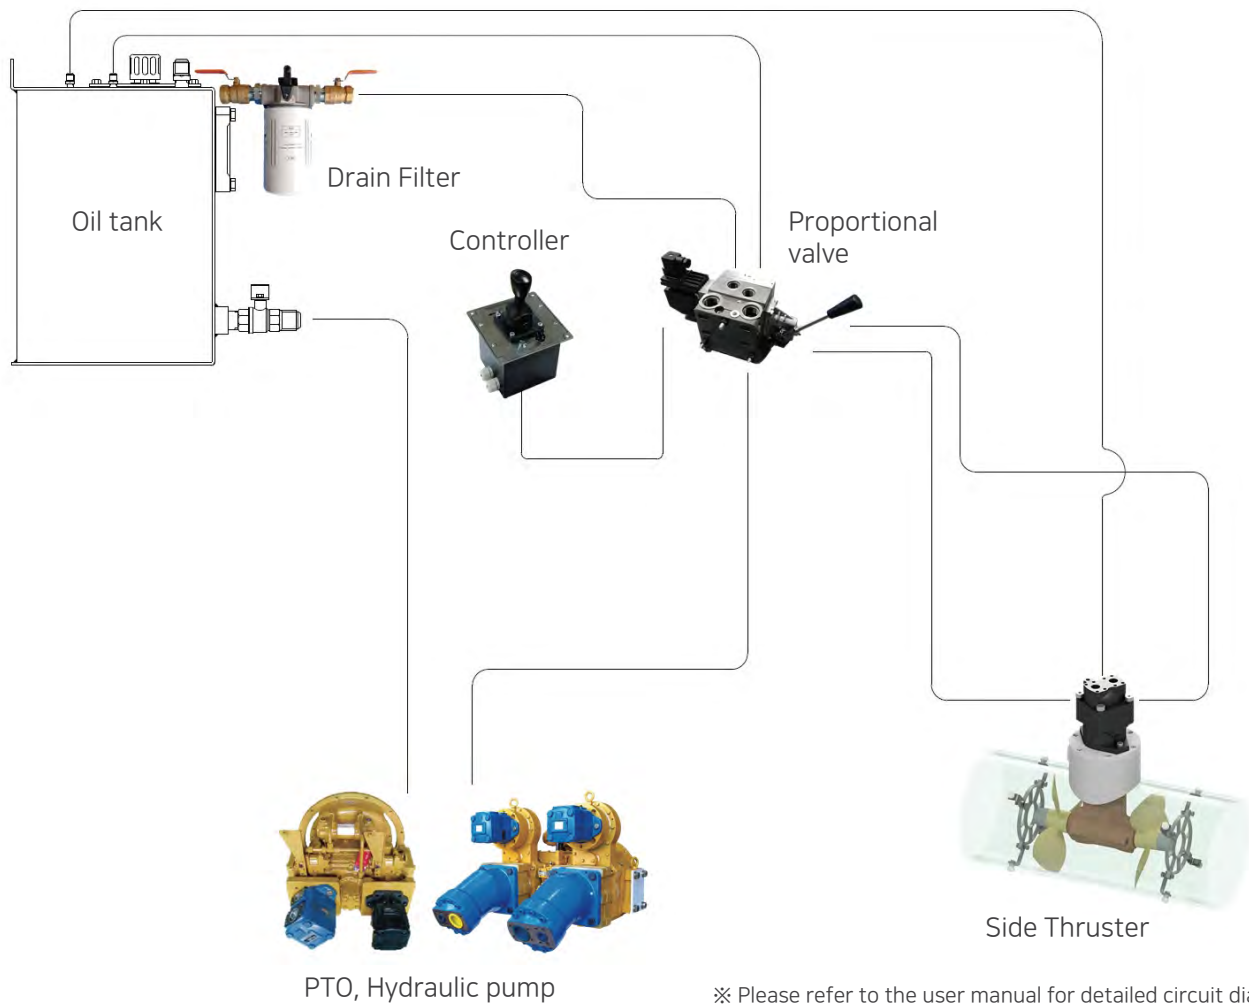 Drain Filter
Oil tank
Controller
Proportional
valve
Side Thruster
PTO, Hydraulic pump
※ Please refer to the user manual for detailed circuit dia